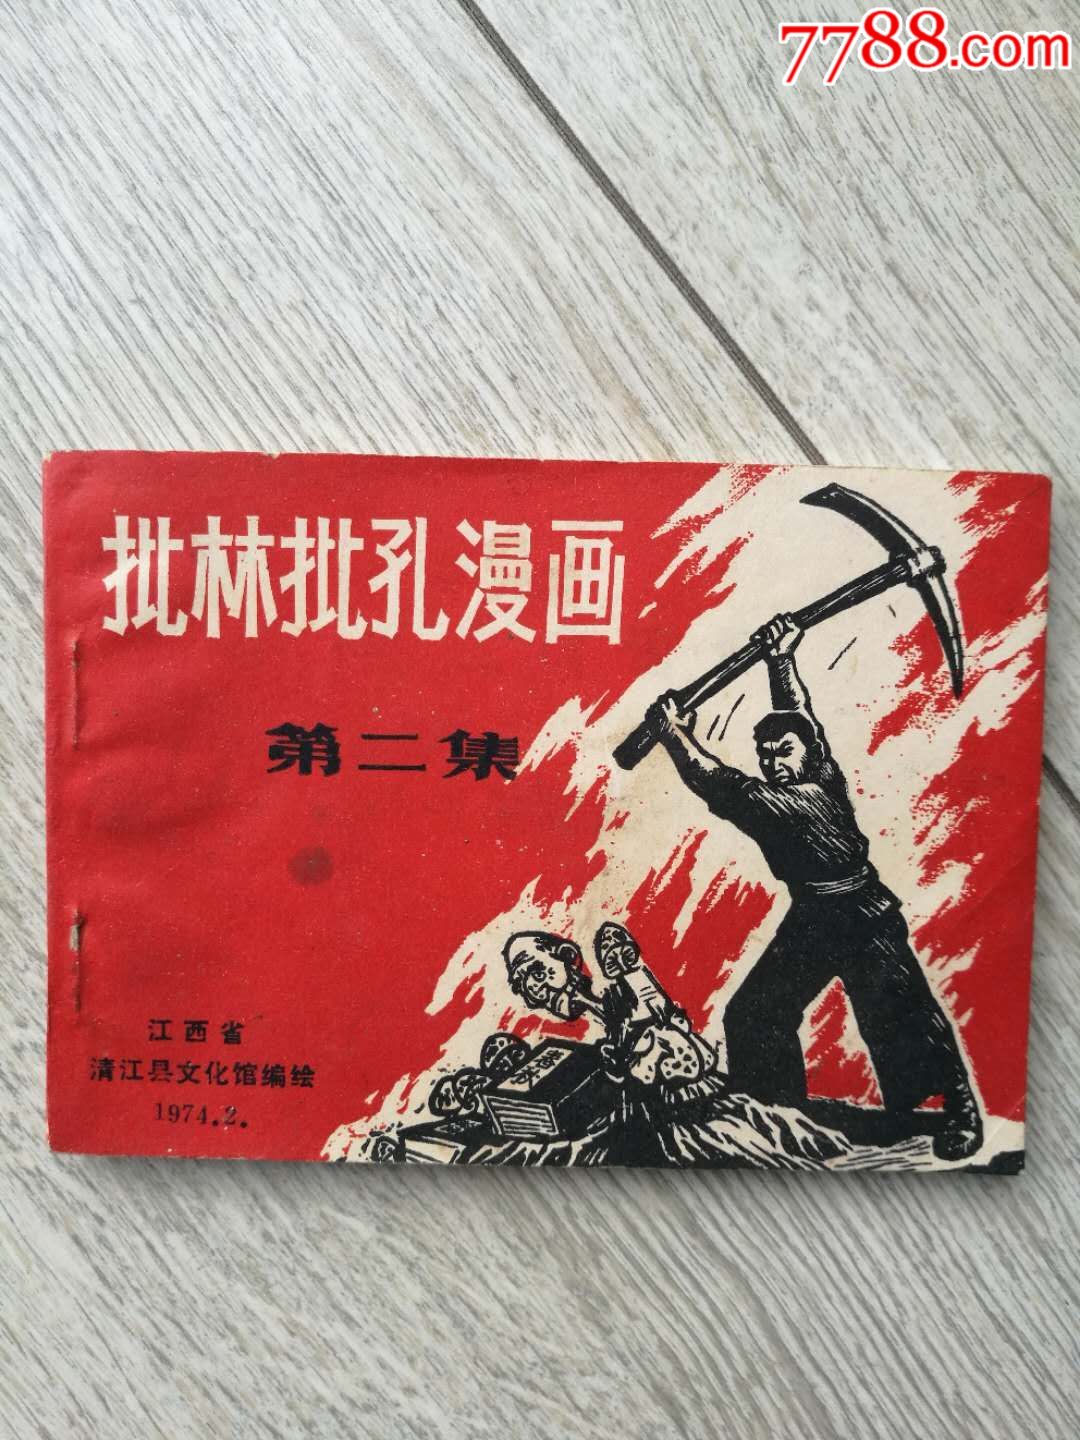 7788.com
批林批孔漫画
第二集
江西省
清江县文化馆编绘
1974.2.